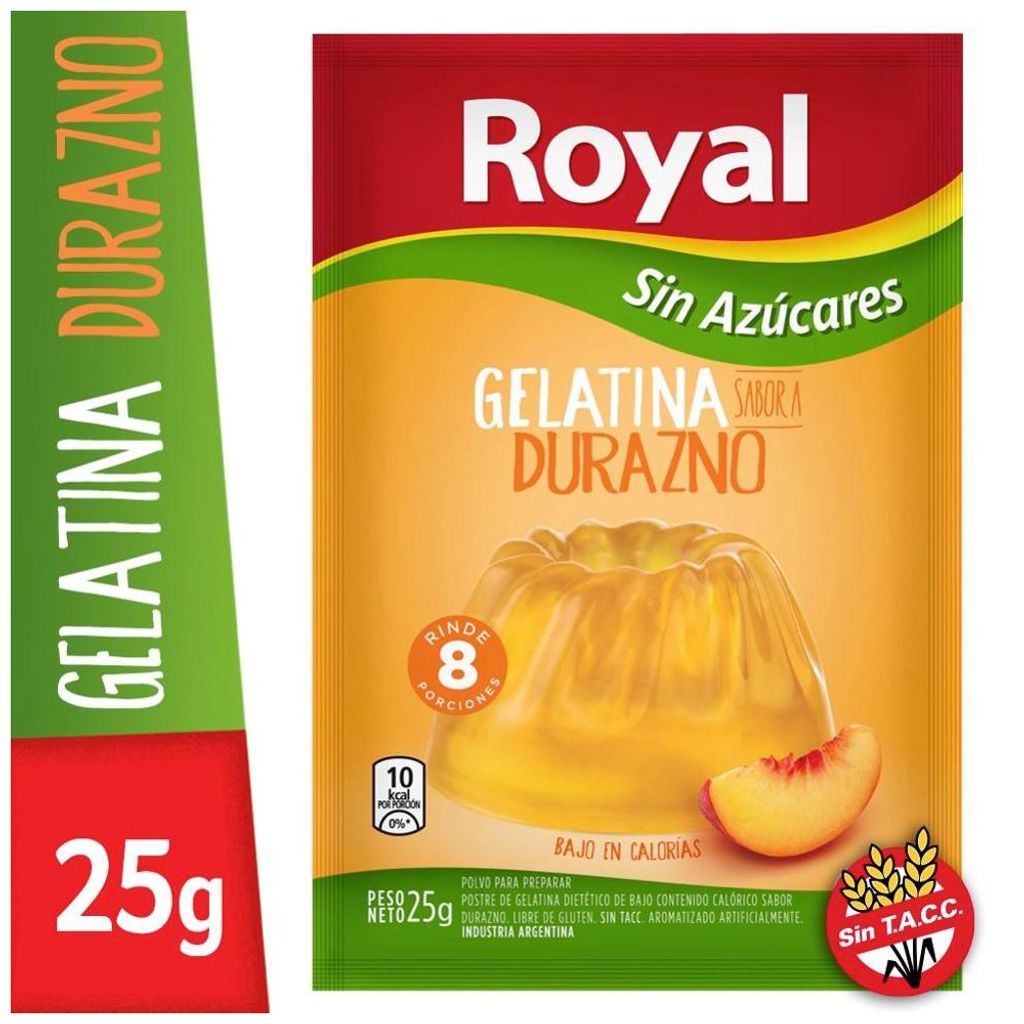 GELATINA DURAZNO
25g
Royal
Sin Azúcares
GELATINA SABOR A
DURAZNO
RINDE
8
PORCIONES
10
kcal
POR PORCIÓN
0%*
BAJO EN CALORÍAS
PESO
NETO 25g
POLVO PARA PREPARAR
POSTRE DE GELATINA DIETÉTICO DE BAJO CONTENIDO CALÓRICO SABOR
DURAZNO. LIBRE DE GLUTEN. SIN TACC. AROMATIZADO ARTIFICIALMENTE.
INDUSTRIA ARGENTINA
Sin T.A.C.C.